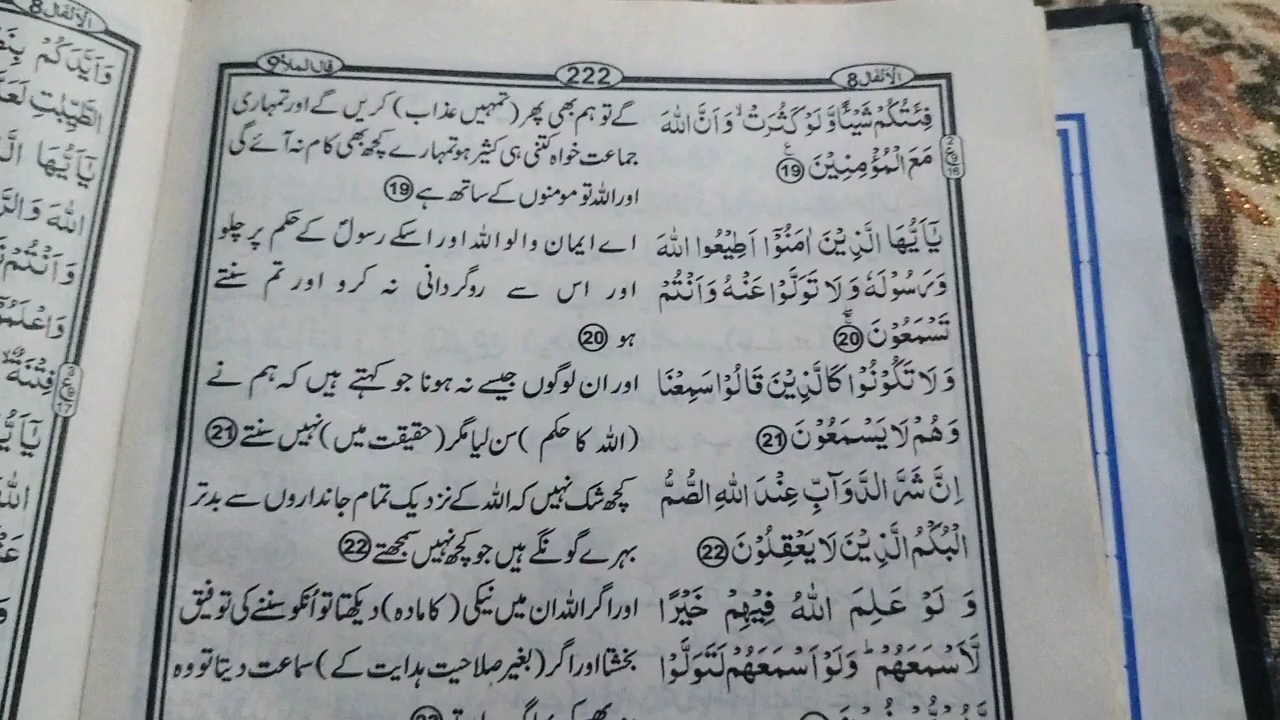 الانفال 8
222
قال الملا 9
فِئَتُكُمْ شَيْـًٔا وَّلَوْ كَثُرَتْ ۙ وَ اَنَّ اللّٰهَ
مَعَ الْمُؤْمِنِيْنَ ⑲
يٰۤاَيُّهَا الَّذِيْنَ اٰمَنُوْۤا اَطِيْعُوا اللّٰهَ
وَ رَسُوْلَهٗ وَ لَا تَوَلَّوْا عَنْهُ وَ اَنْتُمْ
تَسْمَعُوْنَ ⑳
وَ لَا تَكُوْنُوْا كَالَّذِيْنَ قَالُوْا سَمِعْنَا
وَ هُمْ لَا يَسْمَعُوْنَ ㉑
اِنَّ شَرَّ الدَّوَآبِّ عِنْدَ اللّٰهِ الصُّمُّ
الْبُكْمُ الَّذِيْنَ لَا يَعْقِلُوْنَ ㉒
وَ لَوْ عَلِمَ اللّٰهُ فِيْهِمْ خَيْرًا
لَّاَسْمَعَهُمْ ؕ وَ لَوْ اَسْمَعَهُمْ لَتَوَلَّوْا
گے تو ہم بھی پھر (تمہیں عذاب) کریں گے اور تمہاری
جماعت خواہ کتنی ہی کثیر ہو تمہارے کچھ بھی کام نہ آئے گی
اور اللہ تو مومنوں کے ساتھ ہے ⑲
اے ایمان والو اللہ اور اسکے رسولؐ کے حکم پر چلو
اور اس سے روگردانی نہ کرو اور تم سنتے
ہو ⑳
اور ان لوگوں جیسے نہ ہونا جو کہتے ہیں کہ ہم نے
(اللہ کا حکم) سن لیا مگر (حقیقت میں) نہیں سنتے ㉑
کچھ شک نہیں کہ اللہ کے نزدیک تمام جانداروں سے بدتر
بہرے گونگے ہیں جو کچھ نہیں سمجھتے ㉒
اور اگر اللہ ان میں نیکی (کا مادہ) دیکھتا تو اُنکو سننے کی توفیق
بخشتا اور اگر (بغیر صلاحیت ہدایت کے) سماعت دیتا تو وہ
الانفال 8
وَاَيَّدَكُمْ
الطَّيِّبٰتِ
يٰۤاَيُّهَا
وَ اَنْتُمْ
وَاعْلَمُوْۤا
فِتْنَةٌ